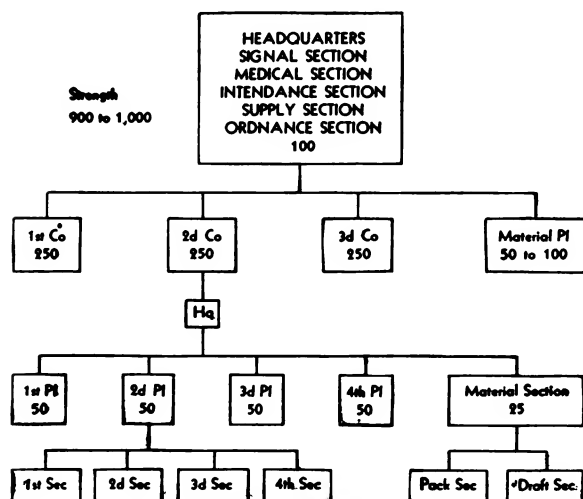 HEADQUARTERS
SIGNAL SECTION
MEDICAL SECTION
INTENDANCE SECTION
SUPPLY SECTION
ORDNANCE SECTION
100
Strength
900 to 1,000
1st Co
250
2d Co
250
3d Co
250
Material Pl
50 to 100
Hq
1st Pl
50
2d Pl
50
3d Pl
50
4th Pl
50
Material Section
25
1st Sec
2d Sec
3d Sec
4th Sec
Pack Sec
Draft Sec